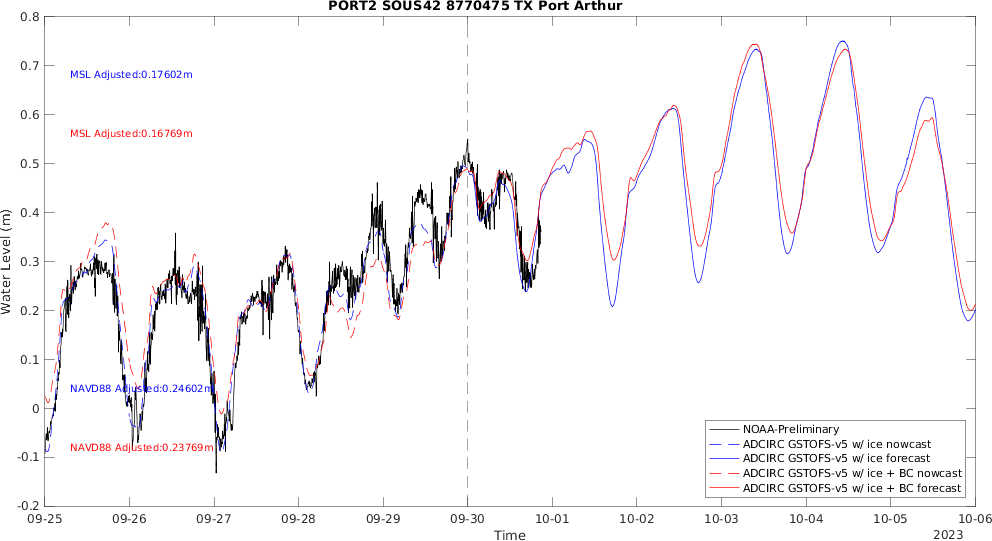 PORT2 SOUS42 8770475 TX Port Arthur
0.8
0.7
0.6
0.5
0.4
0.3
0.2
0.1
0
-0.1
-0.2
Water Level (m)
MSL Adjusted:0.17602m
MSL Adjusted:0.16769m
NAVD88 Adjusted:0.24602m
NAVD88 Adjusted:0.23769m
NOAA-Preliminary
ADCIRC GSTOFS-v5 w/ ice nowcast
ADCIRC GSTOFS-v5 w/ ice forecast
ADCIRC GSTOFS-v5 w/ ice + BC nowcast
ADCIRC GSTOFS-v5 w/ ice + BC forecast
09-25 09-26 09-27 09-28 09-29 09-30 10-01 10-02 10-03 10-04 10-05 10-06
Time
2023